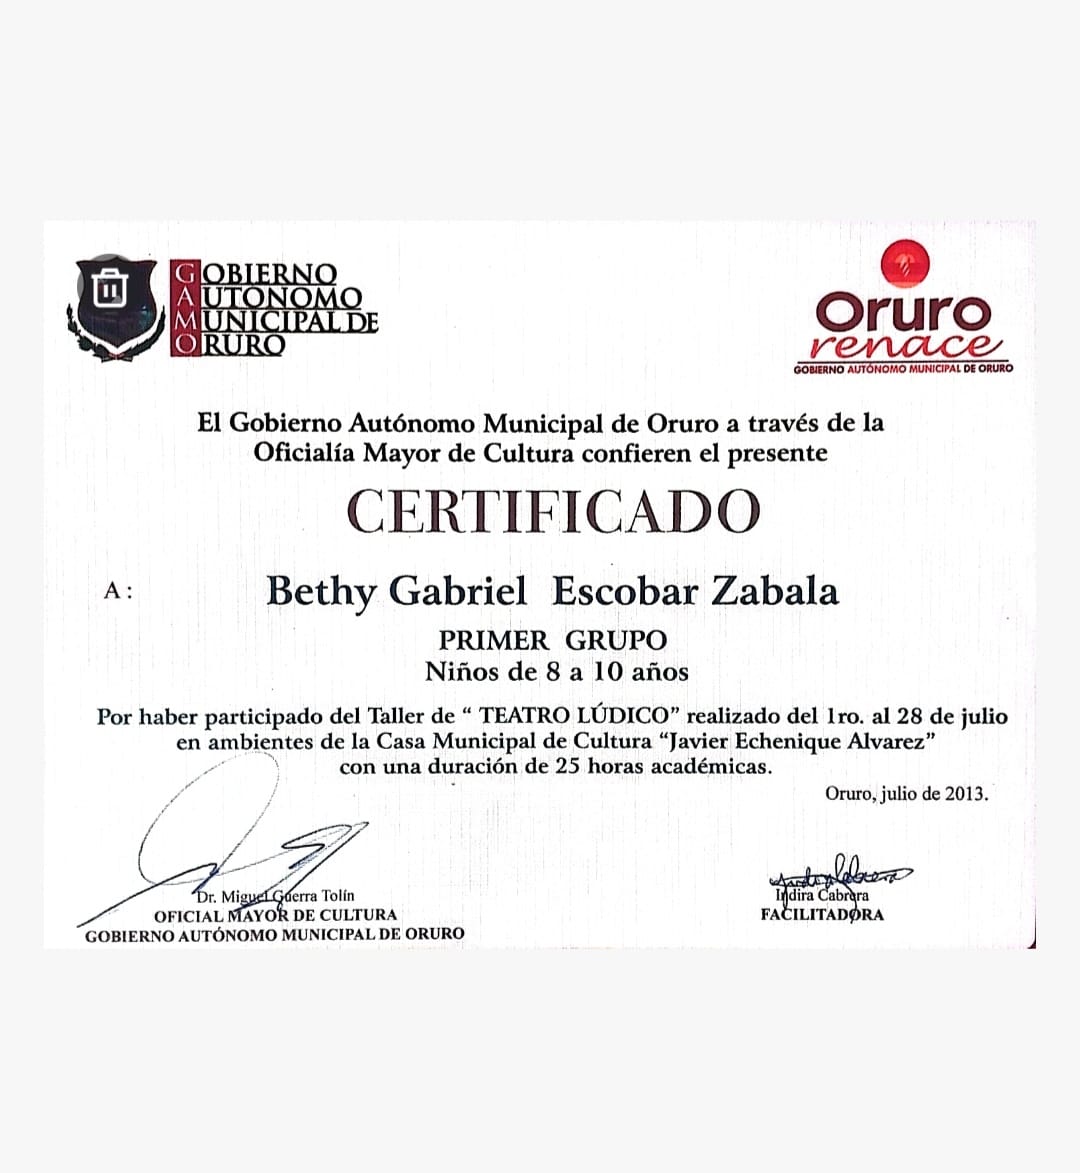 GOBIERNO
AUTONOMO
MUNICIPAL DE
ORURO
Oruro
renace
GOBIERNO AUTÓNOMO MUNICIPAL DE ORURO
El Gobierno Autónomo Municipal de Oruro a través de la
Oficialía Mayor de Cultura confieren el presente
CERTIFICADO
A : Bethy Gabriel Escobar Zabala
PRIMER GRUPO
Niños de 8 a 10 años
Por haber participado del Taller de “ TEATRO LÚDICO” realizado del 1ro. al 28 de julio
en ambientes de la Casa Municipal de Cultura “Javier Echenique Alvarez”
con una duración de 25 horas académicas.
Oruro, julio de 2013.
Dr. Miguel Guerra Tolín
OFICIAL MAYOR DE CULTURA
GOBIERNO AUTÓNOMO MUNICIPAL DE ORURO
Indira Cabrera
FACILITADORA